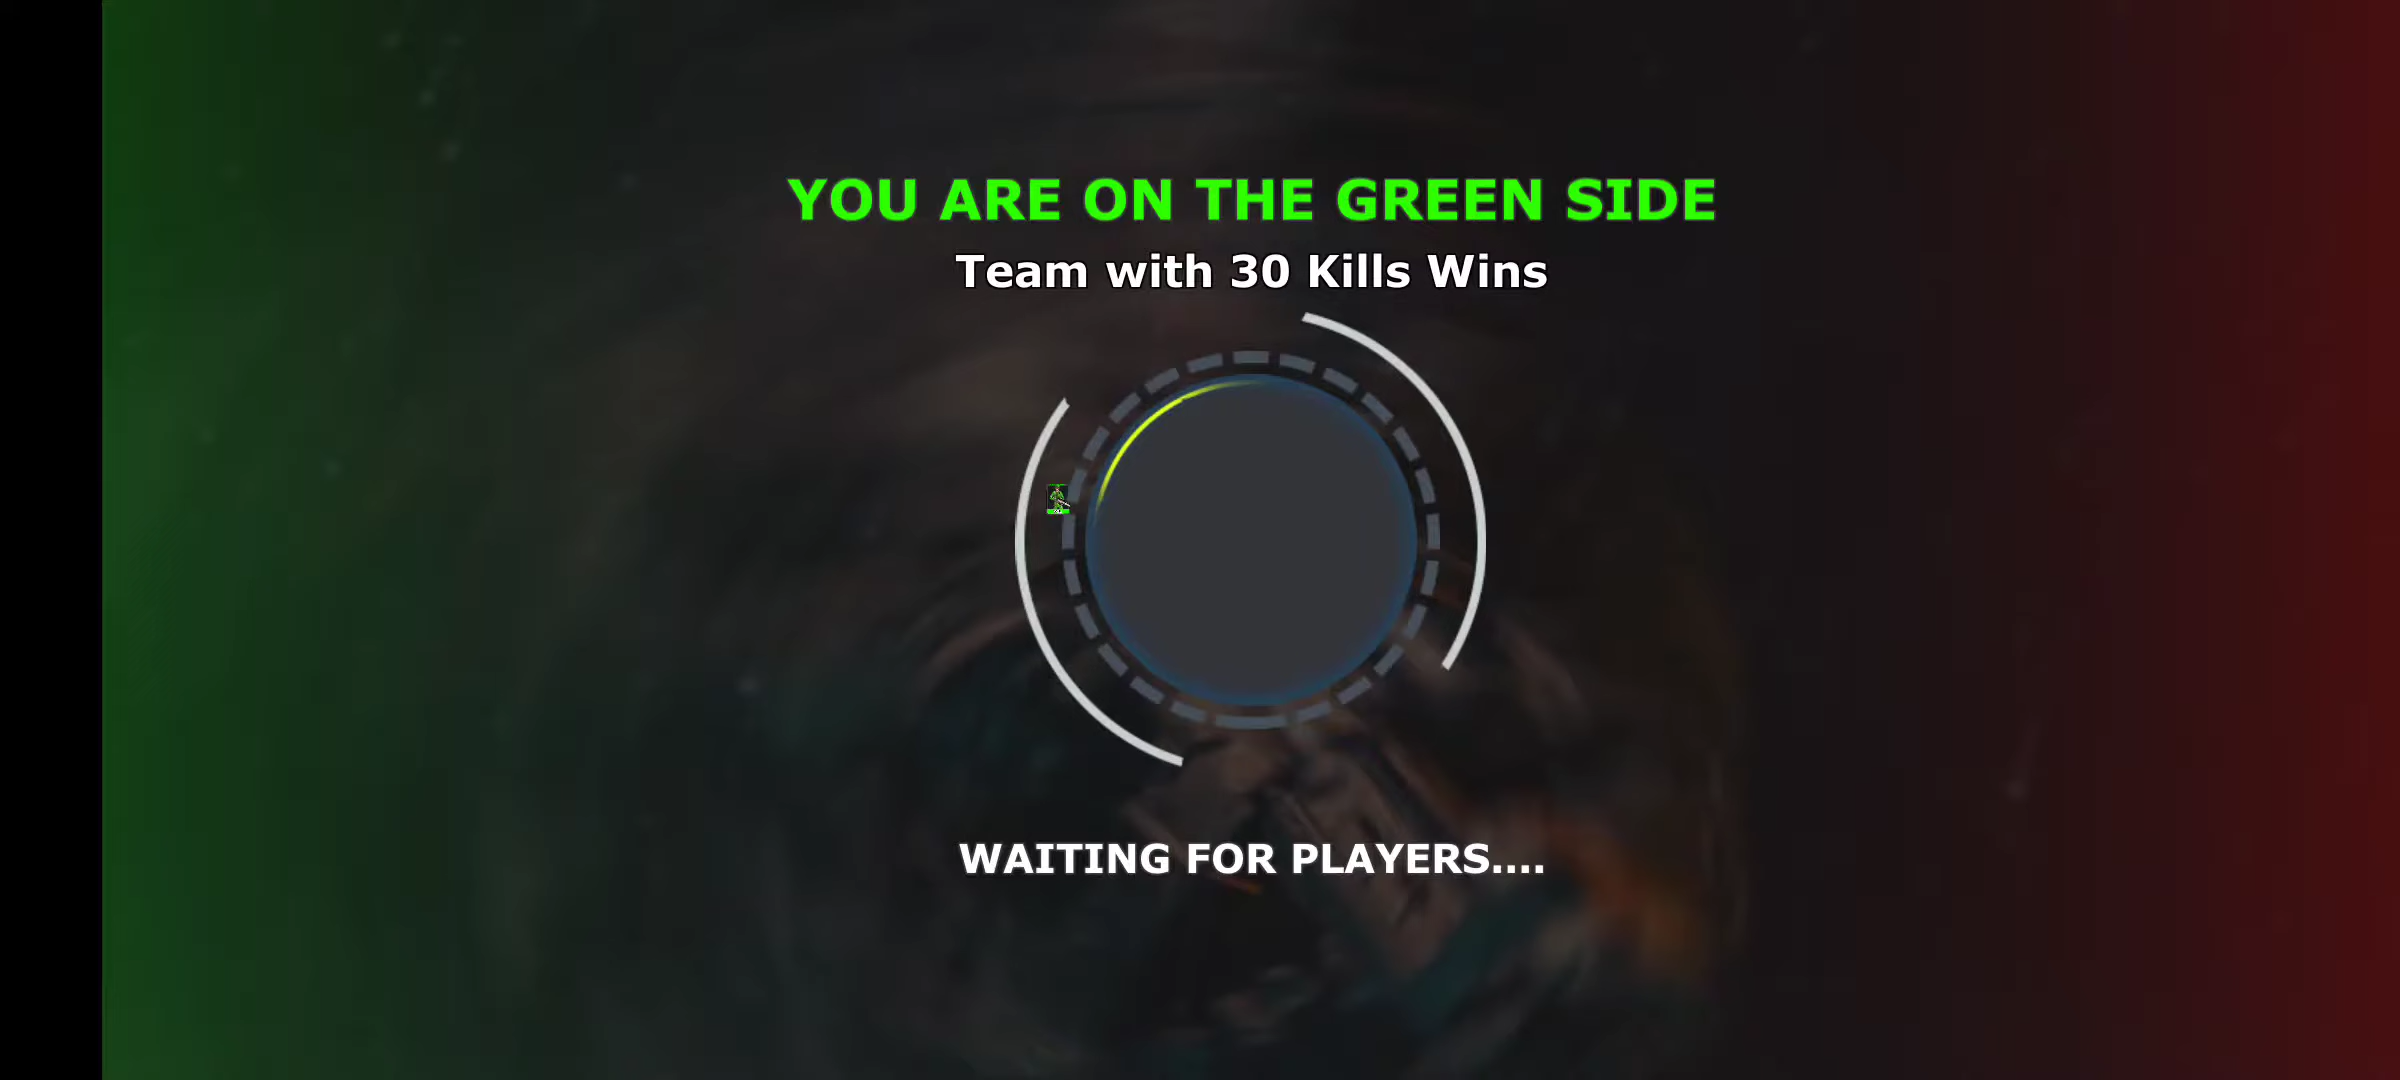 YOU ARE ON THE GREEN SIDE
Team with 30 Kills Wins
WAITING FOR PLAYERS....